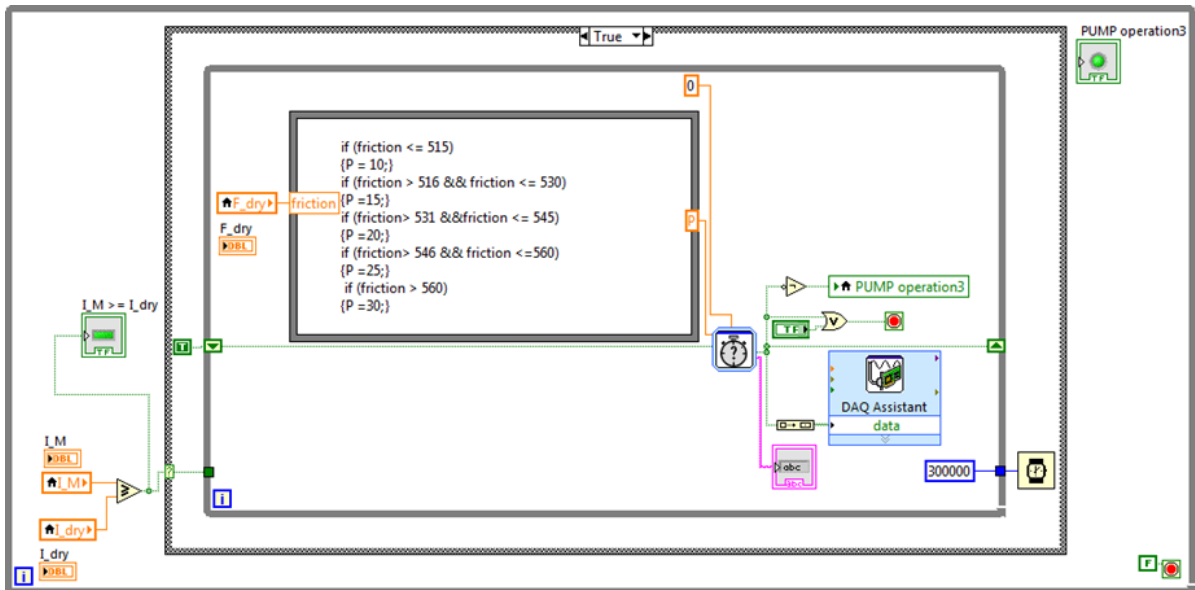 True
PUMP operation3
TF
0
if (friction <= 515)
{P = 10;}
if (friction > 516 && friction <= 530)
{P =15;}
if (friction> 531 &&friction <= 545)
{P =20;}
if (friction> 546 && friction <=560)
{P =25;}
if (friction > 560)
{P =30;}
F_dry
friction
F_dry
DBL
P
I_M >= I_dry
TF
T
?
PUMP operation3
TF
V
DAQ Assistant
data
abc
abc
300000
I_M
DBL
I_M
?
I_dry
I_dry
DBL
i
i
F